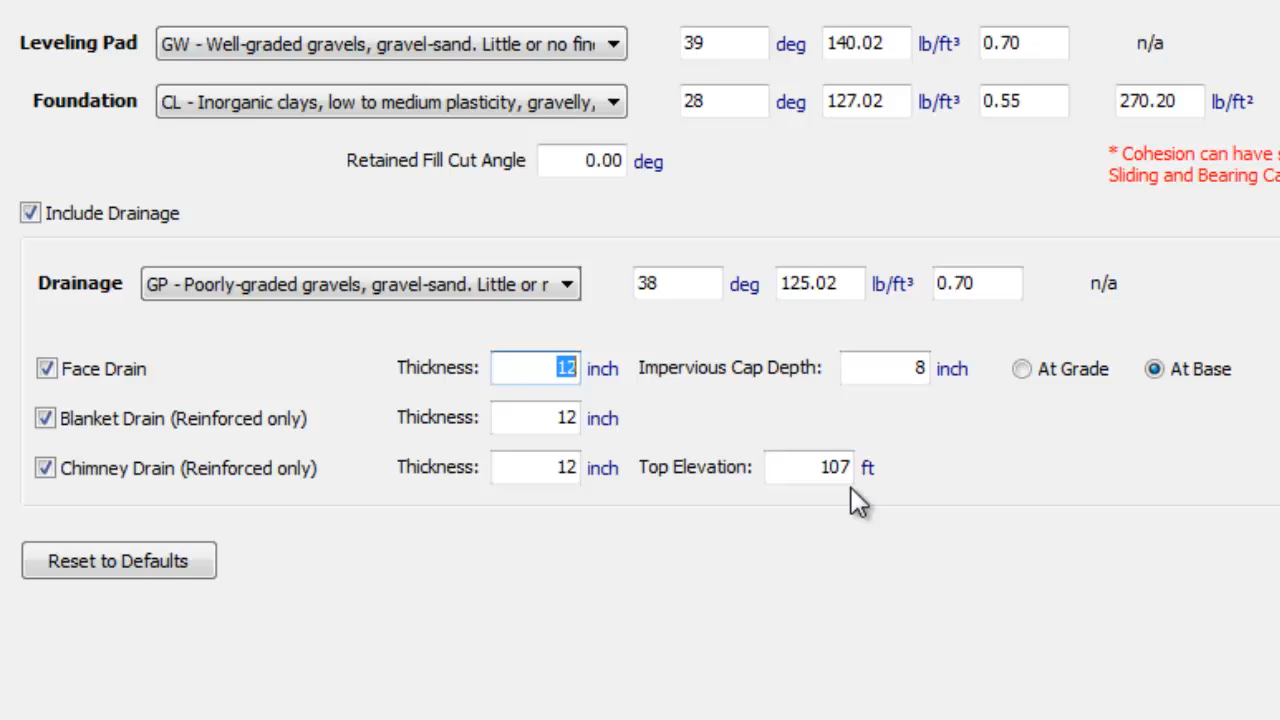 Leveling Pad GW - Well-graded gravels, gravel-sand. Little or no fin 39 deg 140.02 lb/ft³ 0.70 n/a
Foundation CL - Inorganic clays, low to medium plasticity, gravelly, 28 deg 127.02 lb/ft³ 0.55 270.20 lb/ft²
Retained Fill Cut Angle 0.00 deg
* Cohesion can have
Sliding and Bearing Ca
Include Drainage
Drainage GP - Poorly-graded gravels, gravel-sand. Little or r 38 deg 125.02 lb/ft³ 0.70 n/a
Face Drain Thickness: 12 inch Impervious Cap Depth: 8 inch At Grade At Base
Blanket Drain (Reinforced only) Thickness: 12 inch
Chimney Drain (Reinforced only) Thickness: 12 inch Top Elevation: 107 ft
Reset to Defaults